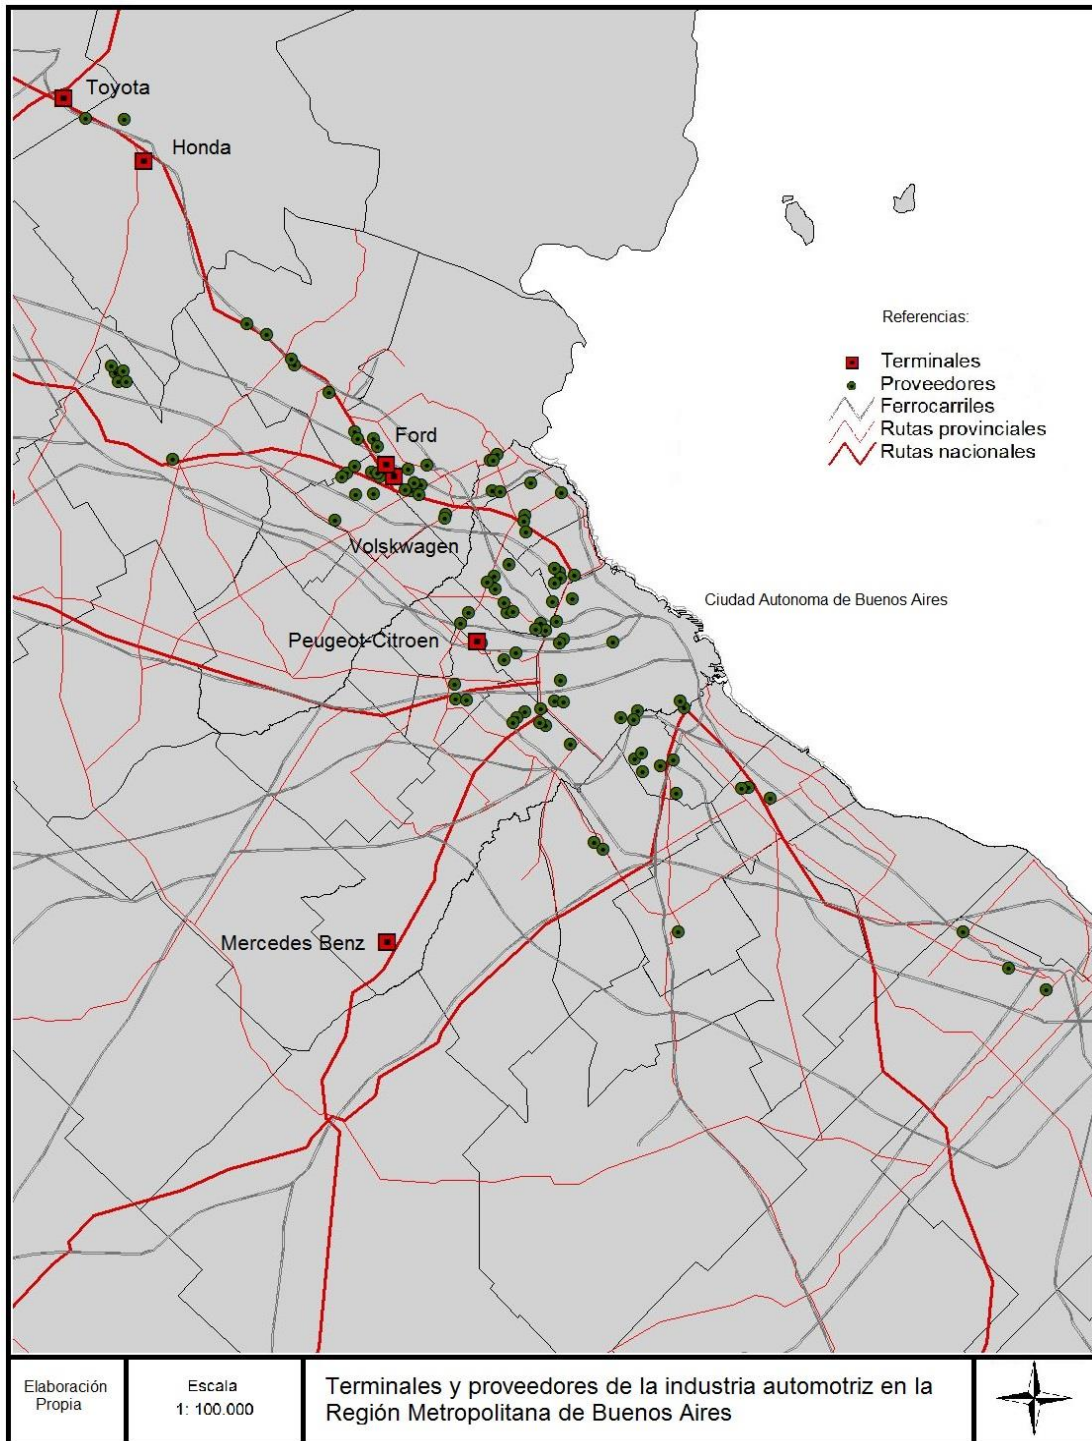 Toyota
Honda
Referencias:
Terminales
Proveedores
Ferrocarriles
Rutas provinciales
Rutas nacionales
Ford
Volskwagen
Ciudad Autonoma de Buenos Aires
Peugeot-Citroen
Mercedes Benz
Elaboración
Propia
Escala
1: 100.000
Terminales y proveedores de la industria automotriz en la
Región Metropolitana de Buenos Aires